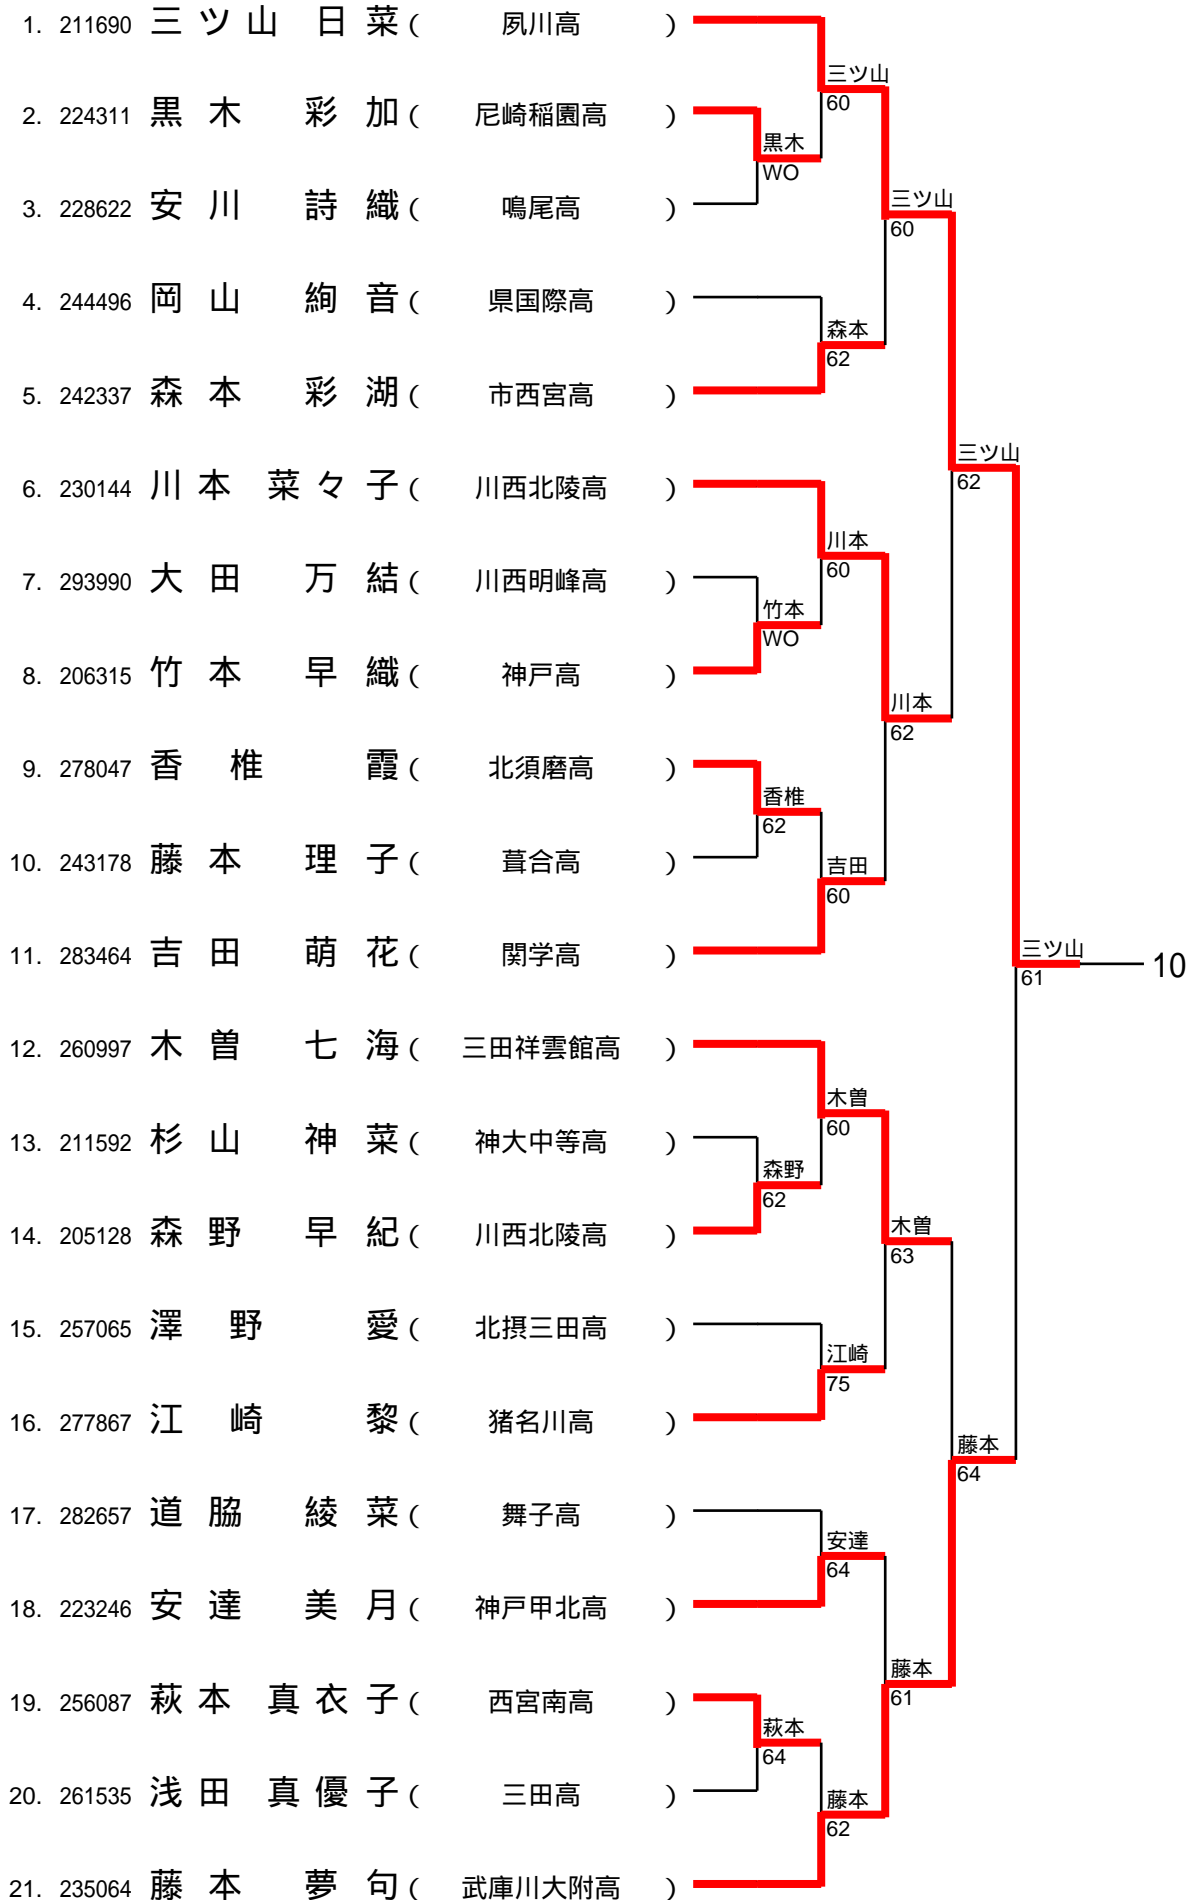 1. 211690 三ツ山 日菜 ( 夙川高 )
三ツ山
60
2. 224311 黒木 彩加 ( 尼崎稲園高 )
黒木
WO
3. 228622 安川 詩織 ( 鳴尾高 )
三ツ山
60
4. 244496 岡山 絢音 ( 県国際高 )
森本
62
5. 242337 森本 彩湖 ( 市西宮高 )
三ツ山
62
6. 230144 川本 菜々子 ( 川西北陵高 )
川本
60
7. 293990 大田 万結 ( 川西明峰高 )
竹本
WO
8. 206315 竹本 早織 ( 神戸高 )
川本
62
9. 278047 香椎 霞 ( 北須磨高 )
香椎
62
10. 243178 藤本 理子 ( 葺合高 )
吉田
60
11. 283464 吉田 萌花 ( 関学高 )
三ツ山
61
10
12. 260997 木曽 七海 ( 三田祥雲館高 )
木曽
60
13. 211592 杉山 神菜 ( 神大中等高 )
森野
62
14. 205128 森野 早紀 ( 川西北陵高 )
木曽
63
15. 257065 澤野 愛 ( 北摂三田高 )
江崎
75
16. 277867 江崎 黎 ( 猪名川高 )
藤本
64
17. 282657 道脇 綾菜 ( 舞子高 )
安達
64
18. 223246 安達 美月 ( 神戸甲北高 )
藤本
61
19. 256087 萩本 真衣子 ( 西宮南高 )
萩本
64
20. 261535 浅田 真優子 ( 三田高 )
藤本
62
21. 235064 藤本 夢句 ( 武庫川大附高 )